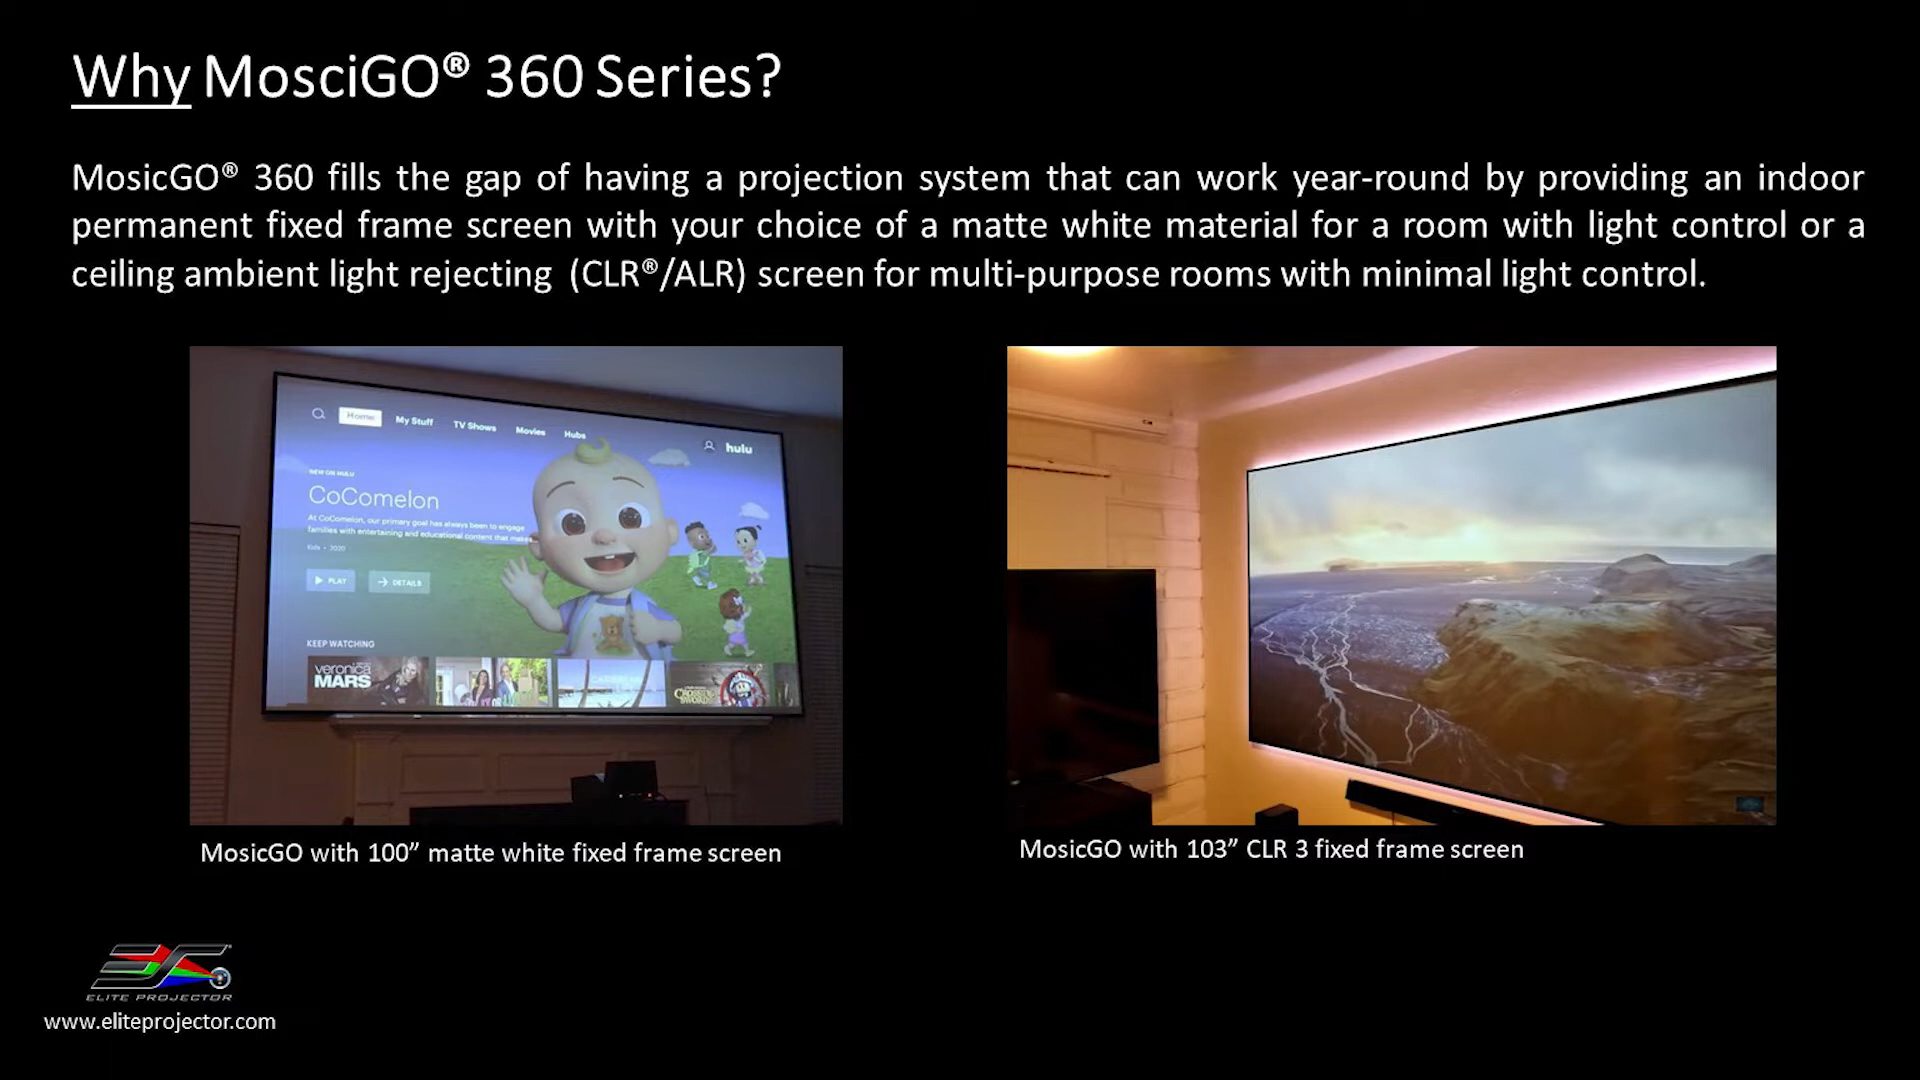 Why MosciGO® 360 Series?
MosicGO® 360 fills the gap of having a projection system that can work year-round by providing an indoor
permanent fixed frame screen with your choice of a matte white material for a room with light control or a
ceiling ambient light rejecting (CLR®/ALR) screen for multi-purpose rooms with minimal light control.
Home My Stuff TV Shows Movies Hubs hulu
NEW ON HULU
CoComelon
At CoComelon, our primary goal has always been to engage
families with entertaining and educational content that makes
Kids • 2020
PLAY DETAILS
KEEP WATCHING
veronica
MARS
CROSSING
SWORDS
MosicGO with 100” matte white fixed frame screen
MosicGO with 103” CLR 3 fixed frame screen
ELITE PROJECTOR
www.eliteprojector.com